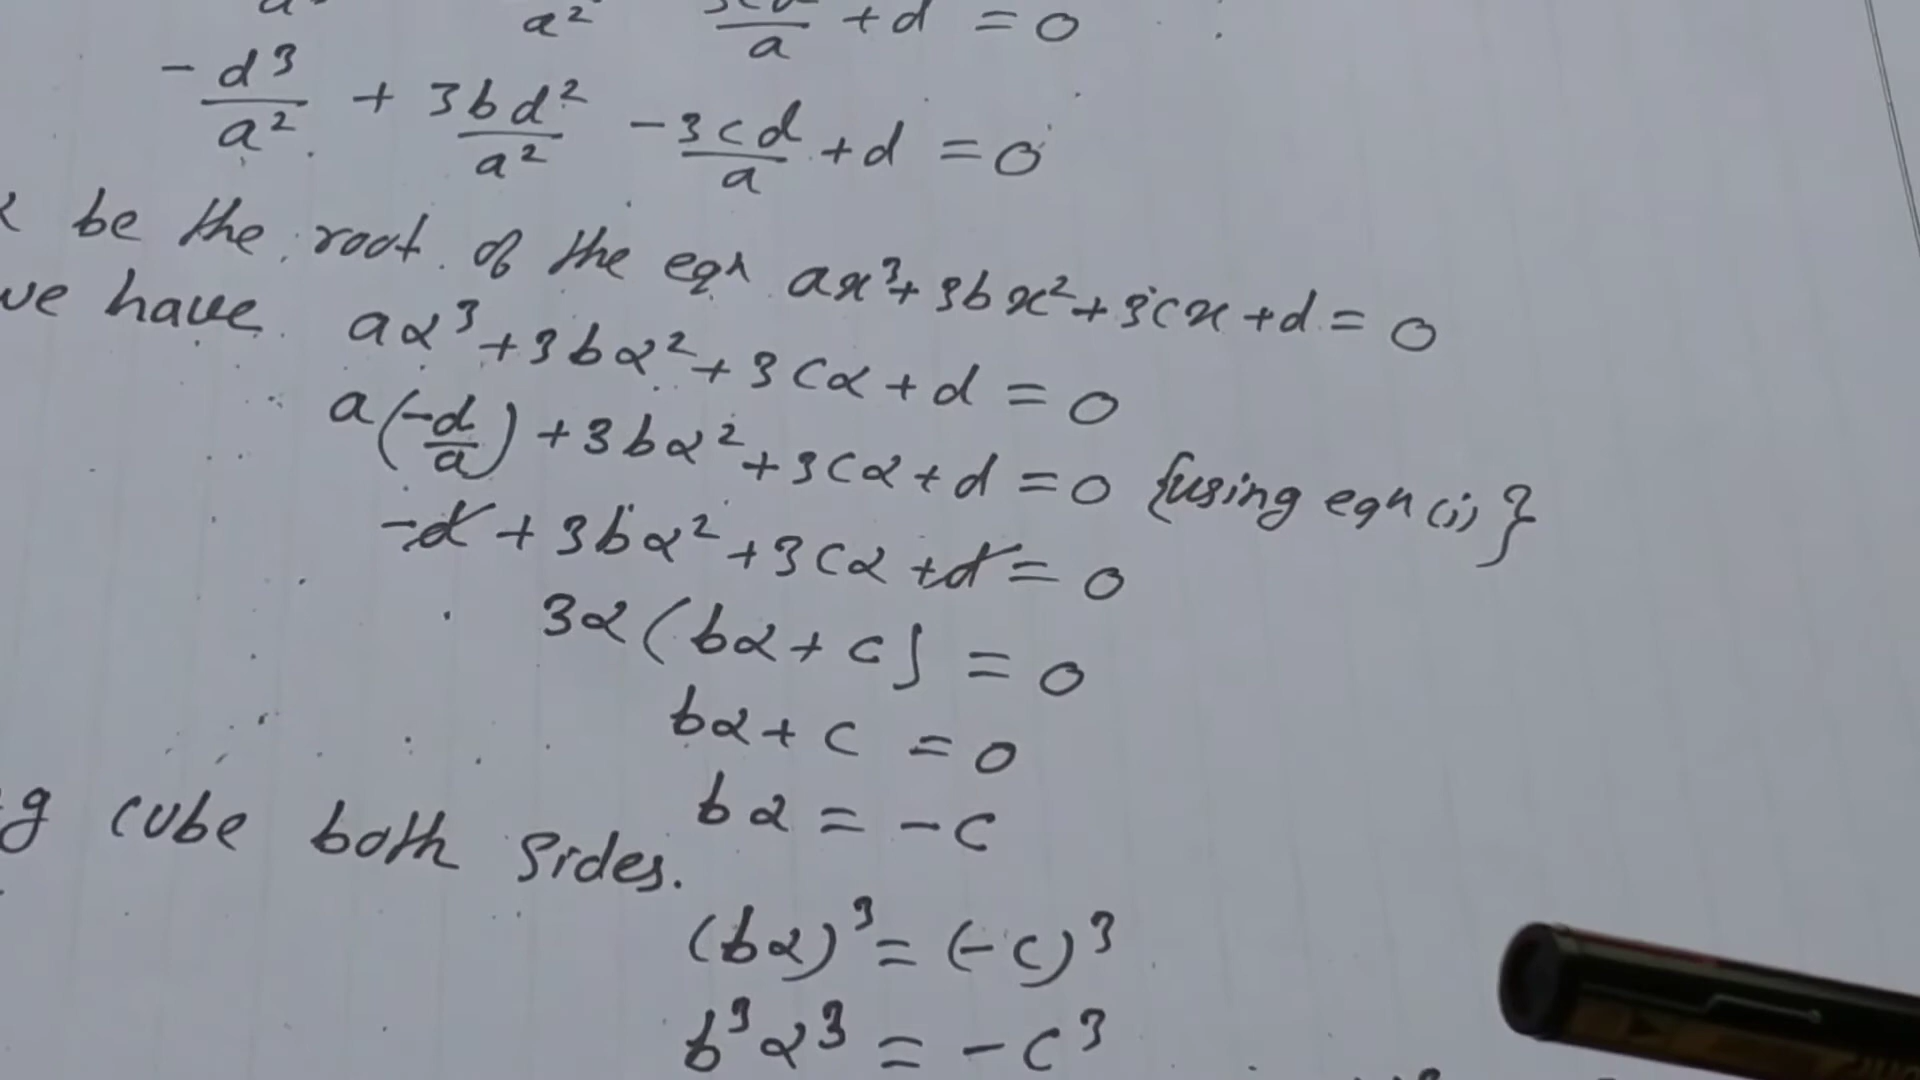 a² a +d =0
-d³/a² + 3bd²/a² -3cd/a +d =0
be the root of the eqn ax³+3bx²+3cx+d=0
have aα³+3bα²+3cα+d=0
a(-d/a)+3bα²+3cα+d=0 {using eqn(i)}
-d+3bα²+3cα+d=0
3α(bα+c)=0
bα+c=0
bα=-c
cube both sides.
(bα)³=(-c)³
b³α³=-c³